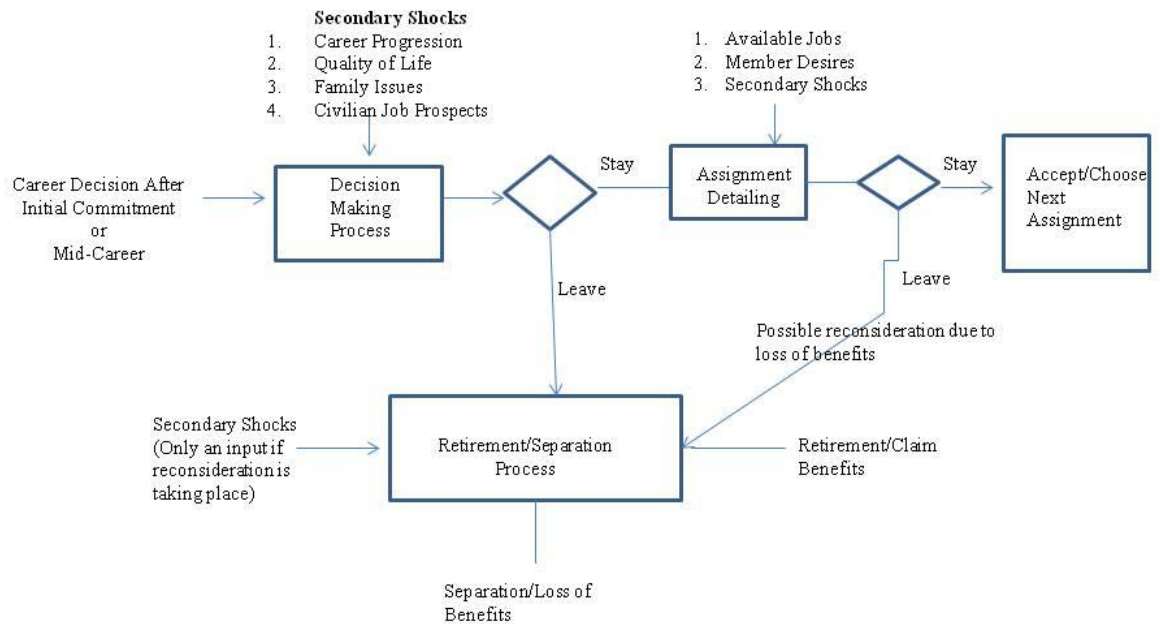 Secondary Shocks
1. Career Progression
2. Quality of Life
3. Family Issues
4. Civilian Job Prospects
1. Available Jobs
2. Member Desires
3. Secondary Shocks
Career Decision After
Initial Commitment
or
Mid-Career
Decision
Making
Process
Stay
Assignment
Detailing
Stay
Accept/Choose
Next
Assignment
Leave
Leave
Possible reconsideration due to
loss of benefits
Secondary Shocks
(Only an input if
reconsideration is
taking place)
Retirement/Separation
Process
Retirement/Claim
Benefits
Separation/Loss of
Benefits